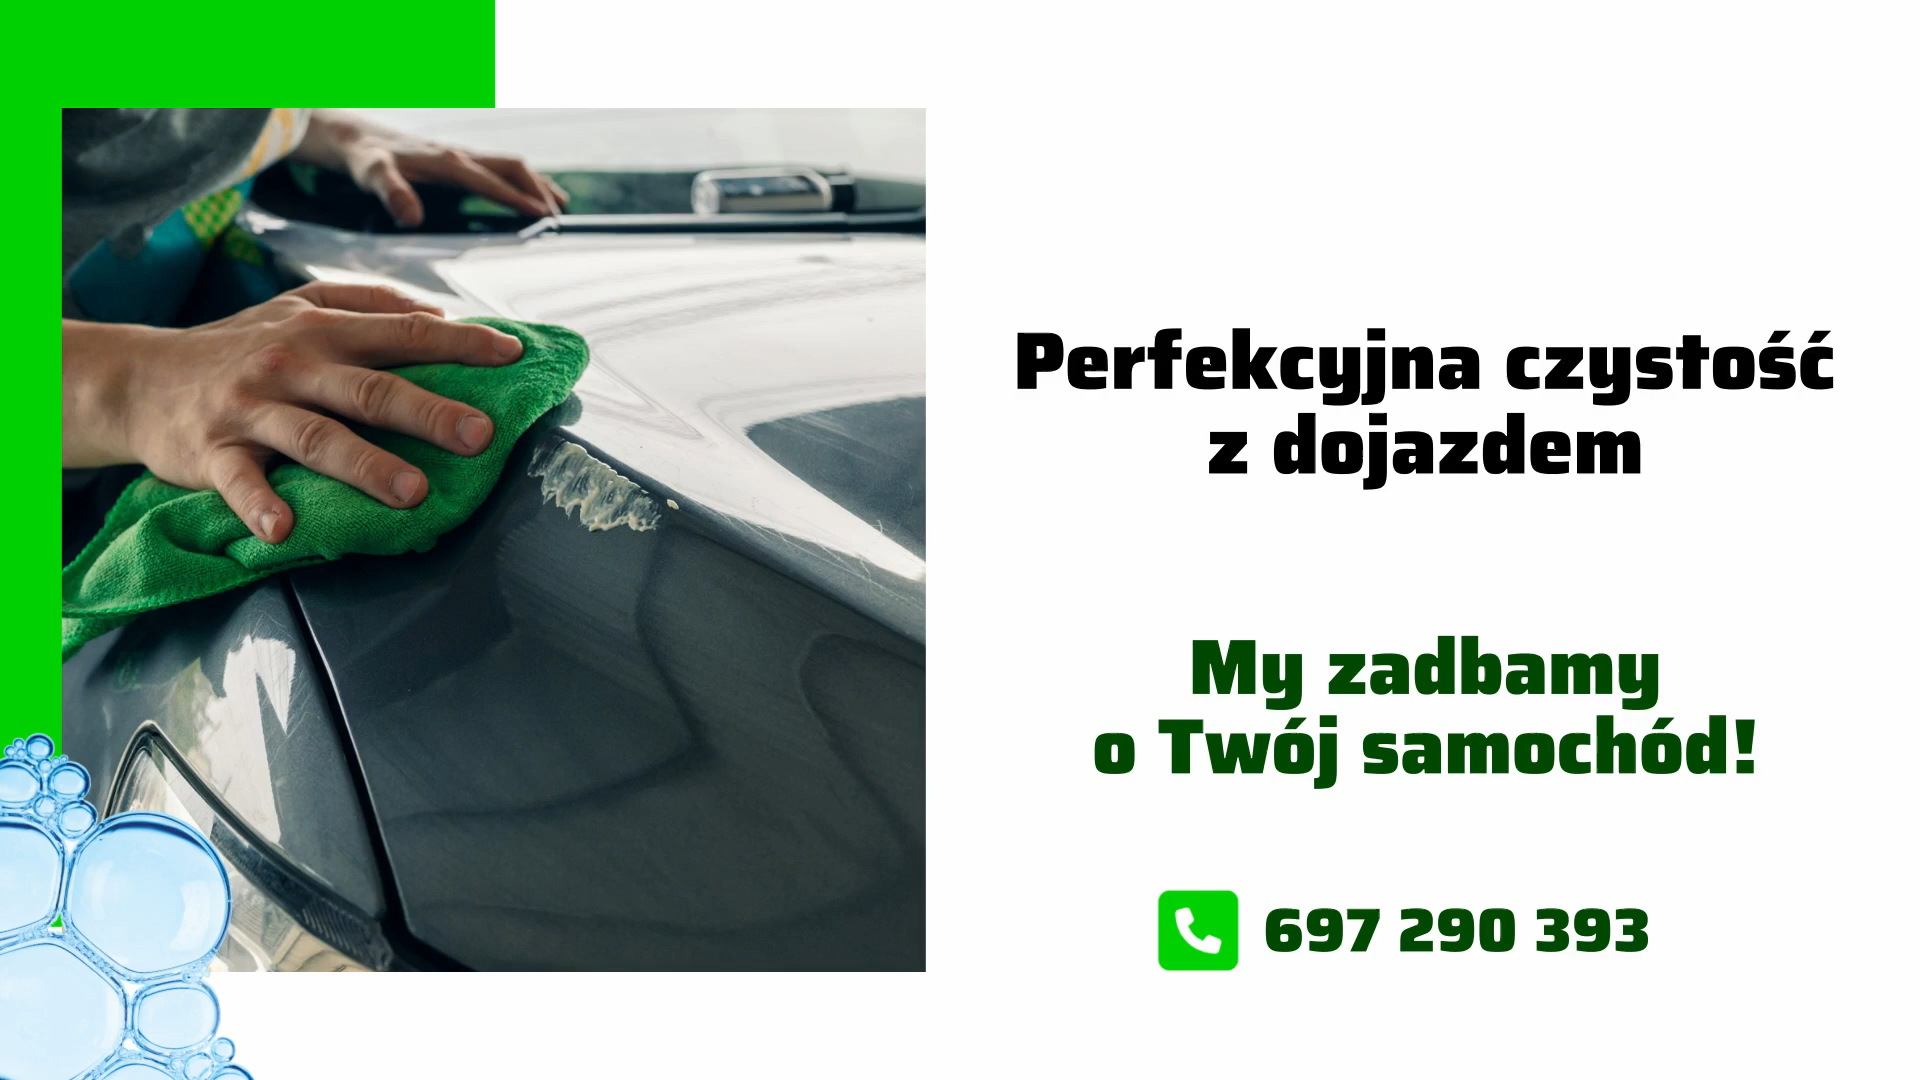 Perfekcyjna czystość
z dojazdem
My zadbamy
o Twój samochód!
697 290 393